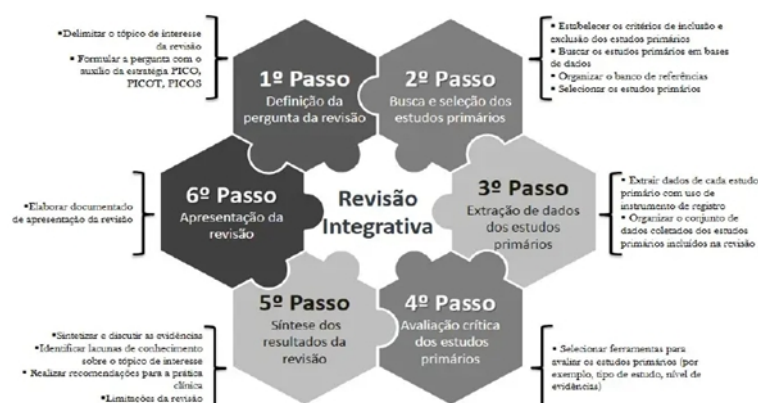 ▪Delimitar o tópico de interesse
da revisão
▪ Formular a pergunta com o
auxílio da estratégia PICO,
PICOT, PICOS
1º Passo
Definição da
pergunta da revisão
2º Passo
Busca e seleção dos
estudos primários
▪ Estabelecer os critérios de inclusão e
exclusão dos estudos primários
▪ Buscar os estudos primários em bases
de dados
▪ Organizar o banco de referências
▪ Selecionar os estudos primários
▪Elaborar documentado
de apresentação da revisão
6º Passo
Apresentação da
revisão
Revisão
Integrativa
3º Passo
Extração de dados
dos estudos
primários
▪ Extrair dados de cada estudo
primário com uso de
instrumento de registro
▪ Organizar o conjunto de
dados coletados dos estudos
primários incluídos na revisão
▪Sintetizar e discutir as evidências
▪Identificar lacunas de conhecimento
sobre o tópico de interesse
▪ Realizar recomendações para a prática
clínica
▪Limitações da revisão
5º Passo
Síntese dos
resultados da
revisão
4º Passo
Avaliação crítica
dos estudos
primários
▪ Selecionar ferramentas para
avaliar os estudos primários (por
exemplo, tipo de estudo, nível de
evidências)